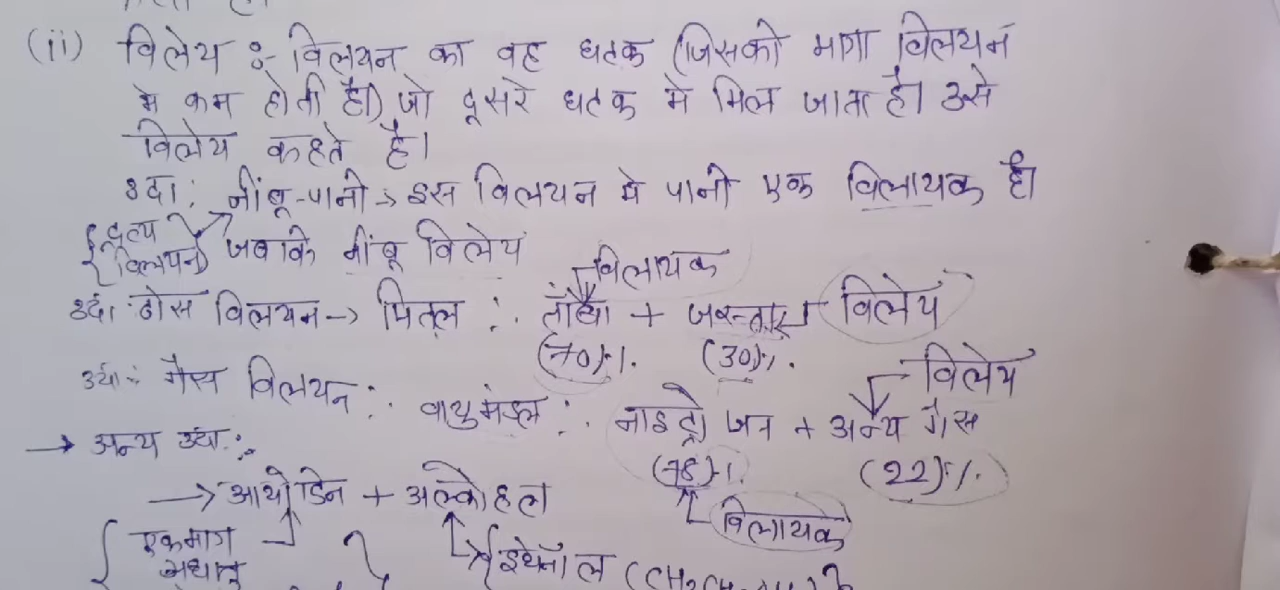 (ii) विलेय :- विलयन का वह घटक (जिसकी मात्रा विलयन
मे कम होती है।) जो दूसरे घटक मे मिल जाता है। उसे
विलेय कहते है।
उदा: नींबू-पानी → इस विलयन मे पानी एक विलायक है।
{ द्रव्य
विलयन } जबकि नींबू विलेय
विलायक
उदा। ठोस विलयन → पितल : तांबा + जस्ता विलेय
(70)%. (30)%.
विलेय
उदा: गैस विलयन: वायुमंडल : नाइट्रोजन + अन्य गैस
(78)%. (22)%.
→ अन्य उदा:
→ आयोडिन + अल्कोहल
विलायक
{ एकमात्र
अधातु
{ इथेनॉल (CH